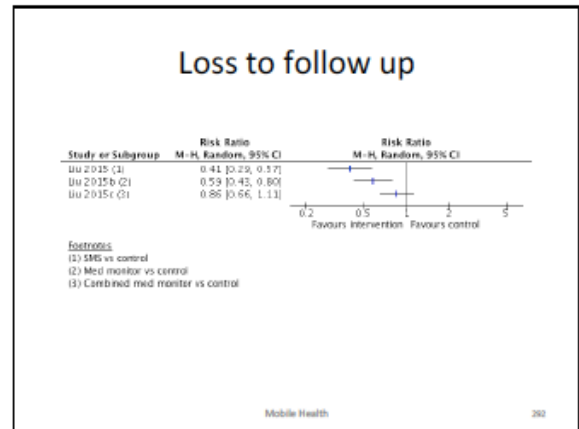 Loss to follow up
Risk Ratio Risk Ratio
Study or Subgroup M-H, Random, 95% CI M-H, Random, 95% CI
Liu 2015 (1) 0.41 [0.29, 0.57]
Liu 2015b (2) 0.59 [0.43, 0.80]
Liu 2015c (3) 0.86 [0.66, 1.11]
0.2 0.5 1 2 5
Favours intervention Favours control
Footnotes
(1) SMS vs control
(2) Med monitor vs control
(3) Combined med monitor vs control
Mobile Health 292